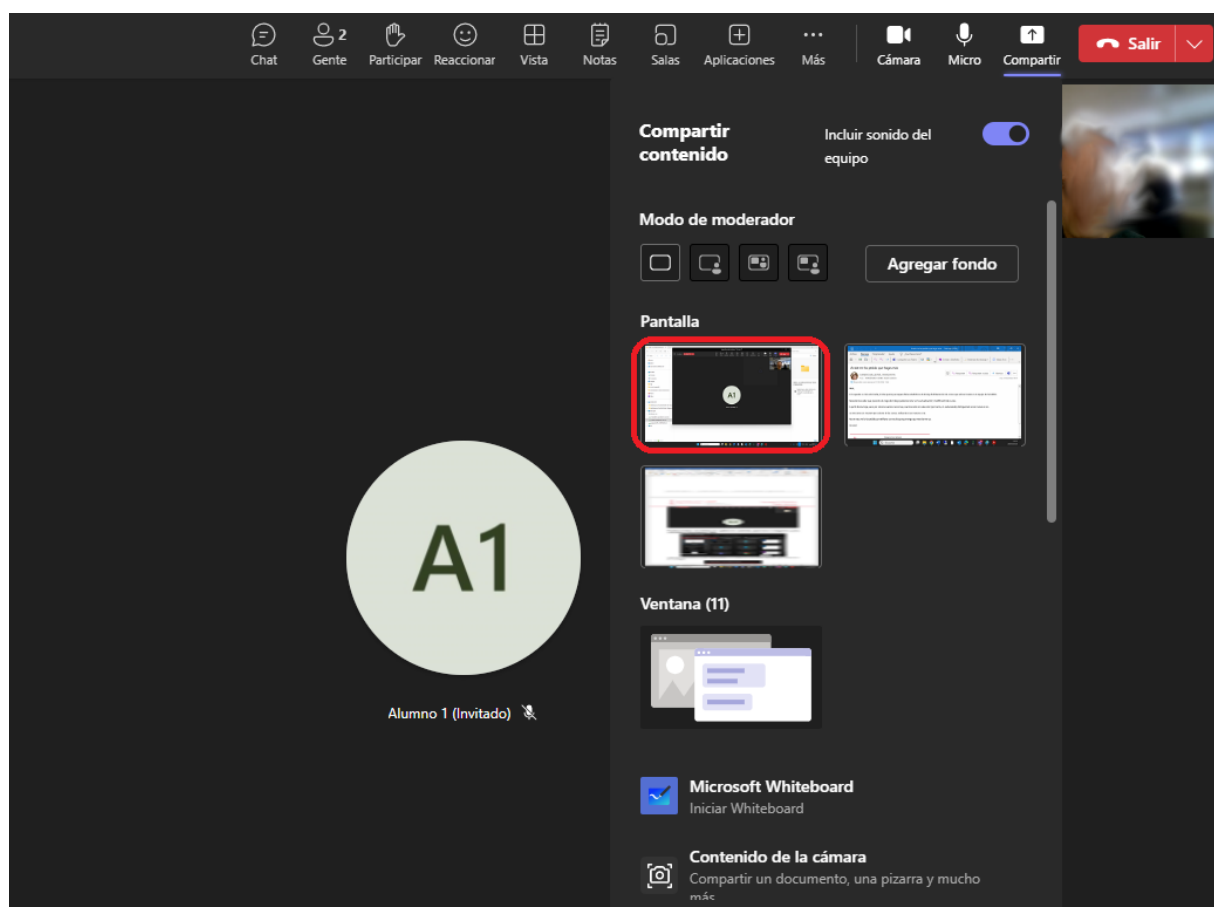 Chat
Gente
2
Participar
Reaccionar
Vista
Notas
Salas
Aplicaciones
Más
Cámara
Micro
Compartir
Salir
Compartir
contenido
Incluir sonido del
equipo
Modo de moderador
Agregar fondo
Pantalla
A1
A1
Alumno 1 (Invitado)
Ventana (11)
Microsoft Whiteboard
Iniciar Whiteboard
Contenido de la cámara
Compartir un documento, una pizarra y mucho
más